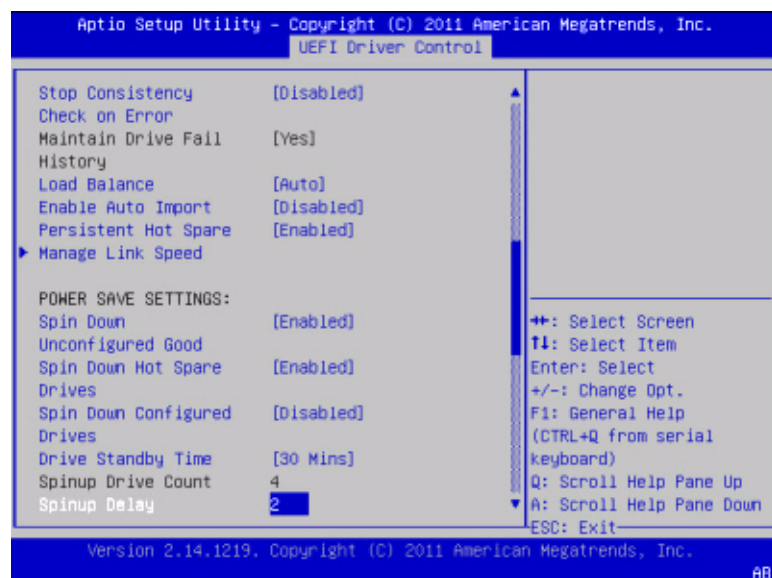 Aptio Setup Utility - Copyright (C) 2011 American Megatrends, Inc.
UEFI Driver Control
Stop Consistency [Disabled]
Check on Error
Maintain Drive Fail [Yes]
History
Load Balance [Auto]
Enable Auto Import [Disabled]
Persistent Hot Spare [Enabled]
Manage Link Speed
POWER SAVE SETTINGS:
Spin Down [Enabled]
Unconfigured Good
Spin Down Hot Spare [Enabled]
Drives
Spin Down Configured [Disabled]
Drives
Drive Standby Time [30 Mins]
Spinup Drive Count 4
Spinup Delay 2
→←: Select Screen
↑↓: Select Item
Enter: Select
+/-: Change Opt.
F1: General Help
(CTRL+Q from serial
keyboard)
Q: Scroll Help Pane Up
A: Scroll Help Pane Down
ESC: Exit
Version 2.14.1219. Copyright (C) 2011 American Megatrends, Inc.
AB